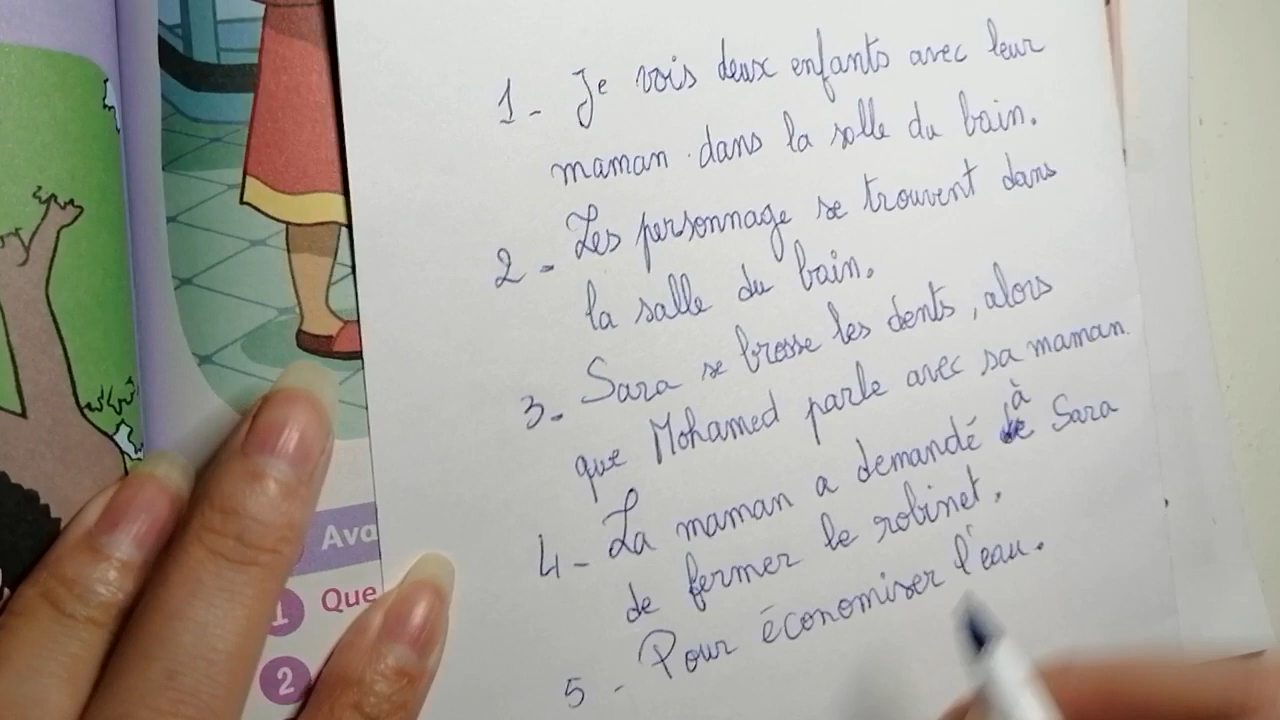 1- Je vois deux enfants avec leur
maman dans la salle du bain.
2- Les personnage se trouvent dans
la salle du bain.
3- Sara se brosse les dents, alors
que Mohamed parle avec sa maman.
4- La maman a demandé à Sara
de fermer le robinet.
5- Pour économiser l'eau.
Ava
1 Que
2